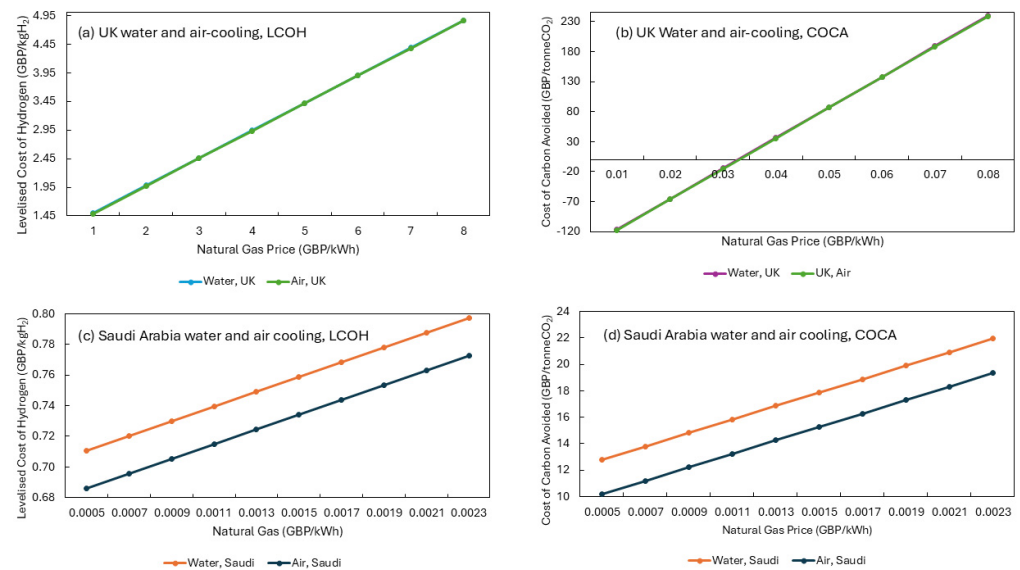 (a) UK water and air-cooling, LCOH
Levelised Cost of Hydrogen (GBP/kgH₂)
4.95
4.45
3.95
3.45
2.95
2.45
1.95
1.45
1 2 3 4 5 6 7 8
Natural Gas Price (GBP/kWh)
Water, UK Air, UK
(b) UK Water and air-cooling, COCA
Cost of Carbon Avoided (GBP/tonneCO₂)
230
180
130
80
30
-20
-70
-120
0.01 0.02 0.03 0.04 0.05 0.06 0.07 0.08
Natural Gas Price (GBP/kWh)
Water, UK UK, Air
(c) Saudi Arabia water and air cooling, LCOH
Levelised Cost of Hydrogen (GBP/kgH₂)
0.80
0.78
0.76
0.74
0.72
0.70
0.68
0.0005 0.0007 0.0009 0.0011 0.0013 0.0015 0.0017 0.0019 0.0021 0.0023
Natural Gas (GBP/kWh)
Water, Saudi Air, Saudi
(d) Saudi Arabia water and air cooling, COCA
Cost of Carbon Avoided (GBP/tonneCO₂)
24
22
20
18
16
14
12
10
0.0005 0.0007 0.0009 0.0011 0.0013 0.0015 0.0017 0.0019 0.0021 0.0023
Natural Gas Price (GBP/kWh)
Water, Saudi Air, Saudi